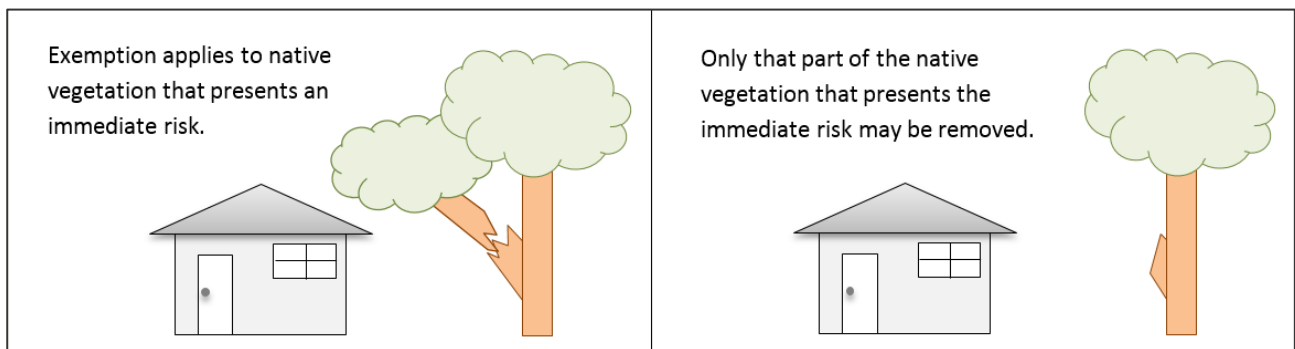 Exemption applies to native
vegetation that presents an
immediate risk.
Only that part of the native
vegetation that presents the
immediate risk may be removed.